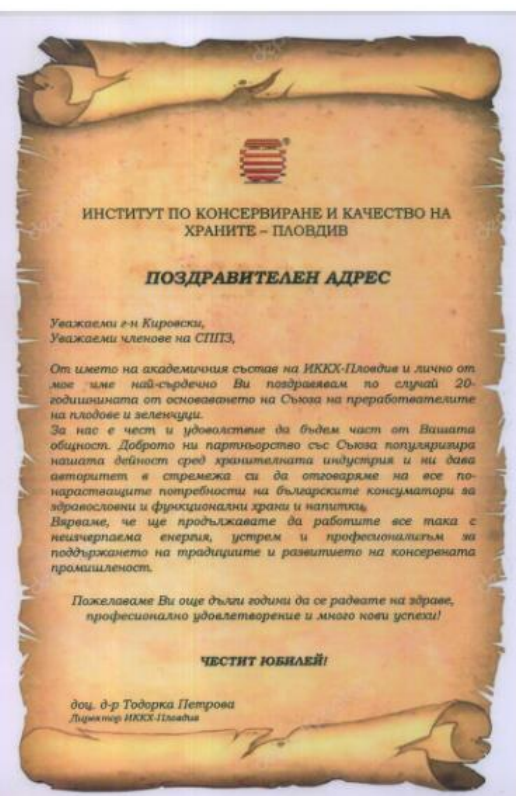 ИНСТИТУТ ПО КОНСЕРВИРАНЕ И КАЧЕСТВО НА
ХРАНИТЕ – ПЛОВДИВ
ПОЗДРАВИТЕЛЕН АДРЕС
Уважаеми г-н Кировски,
Уважаеми членове на СППЗ,
От името на академичния състав на ИККХ-Пловдив и лично от
мое име най-сърдечно Ви поздравявам по случай 20-
годишнината от основаването на Съюза на преработвателите
на плодове и зеленчуци.
За нас е чест и удоволствие да бъдем част от Вашата
общност. Доброто ни партньорство със Съюза популяризира
нашата дейност сред хранителната индустрия и ни дава
авторитет в стремежа си да отговаряме на все по-
нарастващите потребности на българските консуматори за
здравословни и функционални храни и напитки.
Вярваме, че ще продължавате да работите все така с
неизчерпаема енергия, устрем и професионализъм за
поддържането на традициите и развитието на консервната
промишленост.
Пожелаваме Ви още дълги години да се радвате на здраве,
професионално удовлетворение и много нови успехи!
ЧЕСТИТ ЮБИЛЕЙ!
доц. д-р Тодорка Петрова
Директор ИККХ-Пловдив